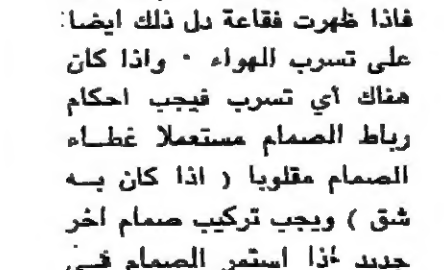 فاذا ظهرت فقاعة دل ذلك ايضا
على تسرب الهواء · واذا كان
هناك أي تسرب فيجب احكام
رباط الصمام مستعملا غطاء
الصمام مقلوبا ( اذا كان به
شق ) ويجب تركيب صمام اخر
جديد اذا استمر الصمام في